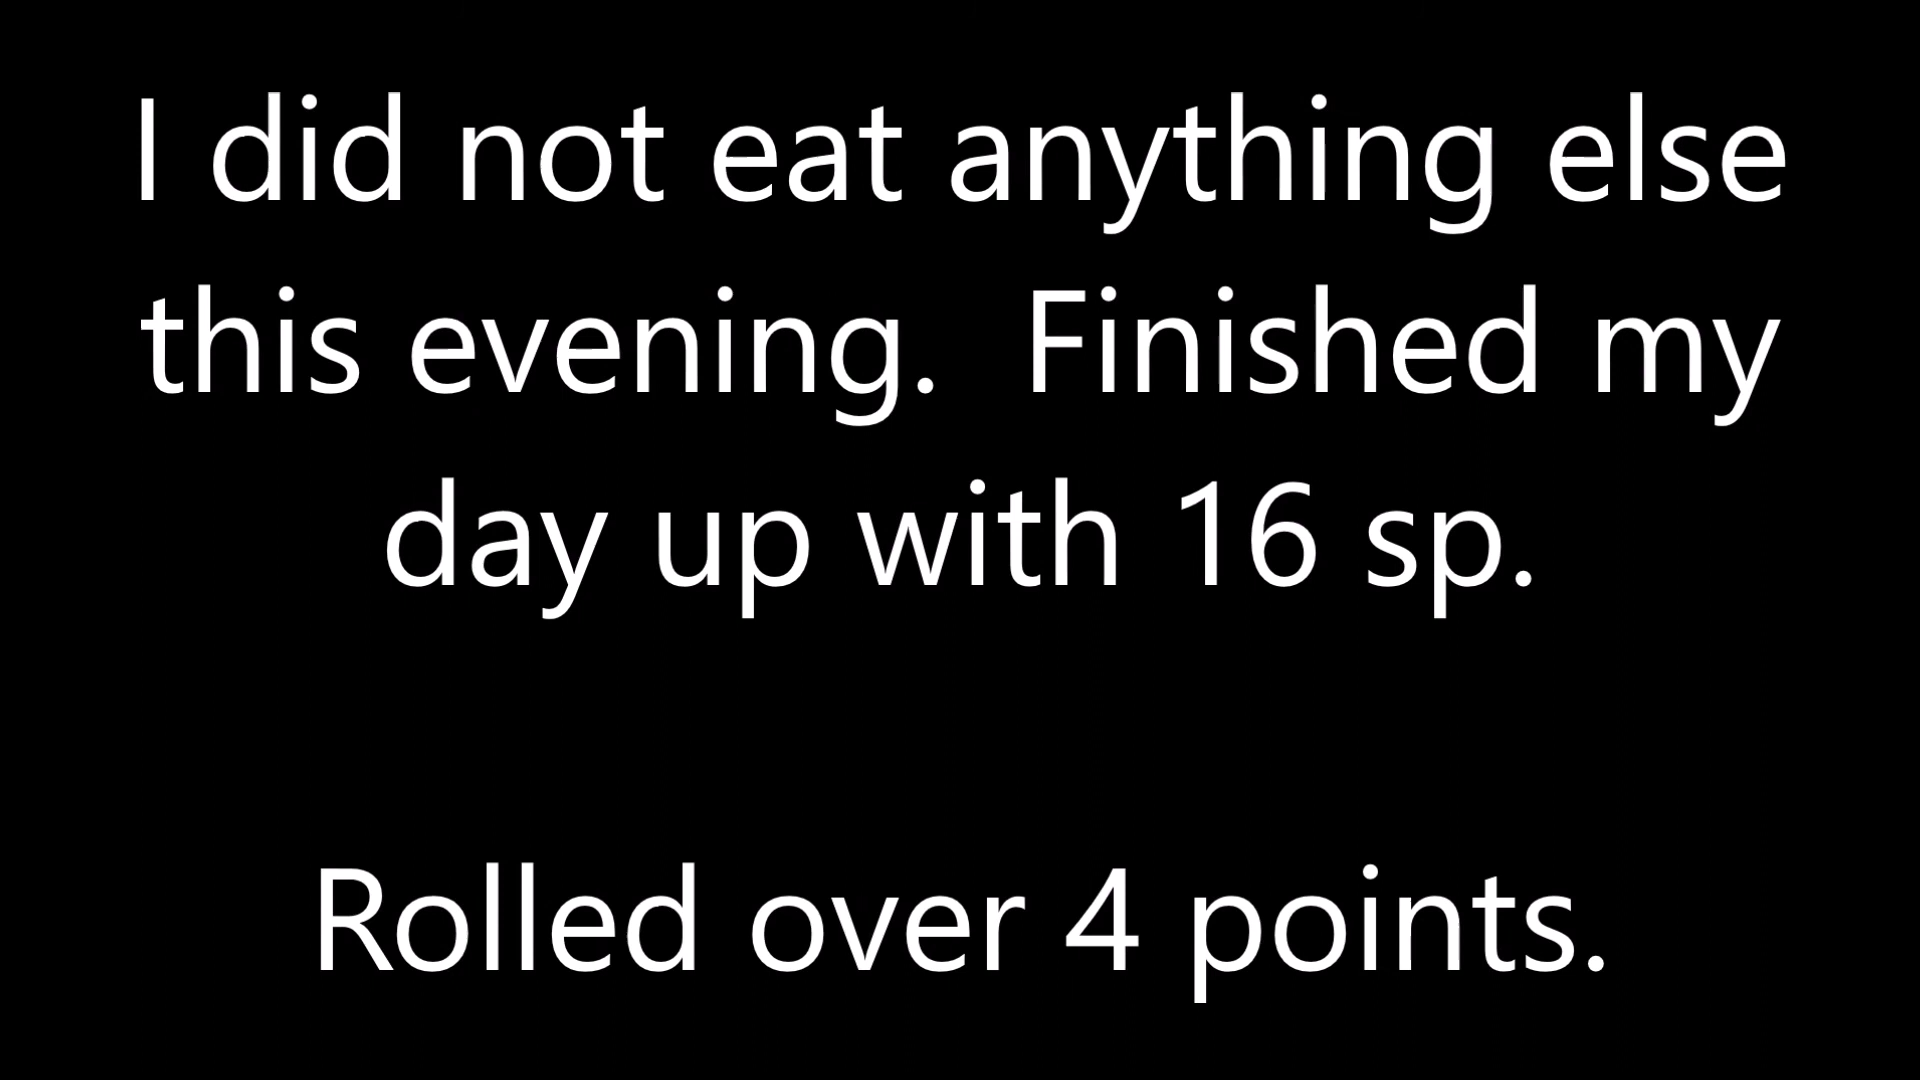 I did not eat anything else
this evening.  Finished my
day up with 16 sp.
Rolled over 4 points.